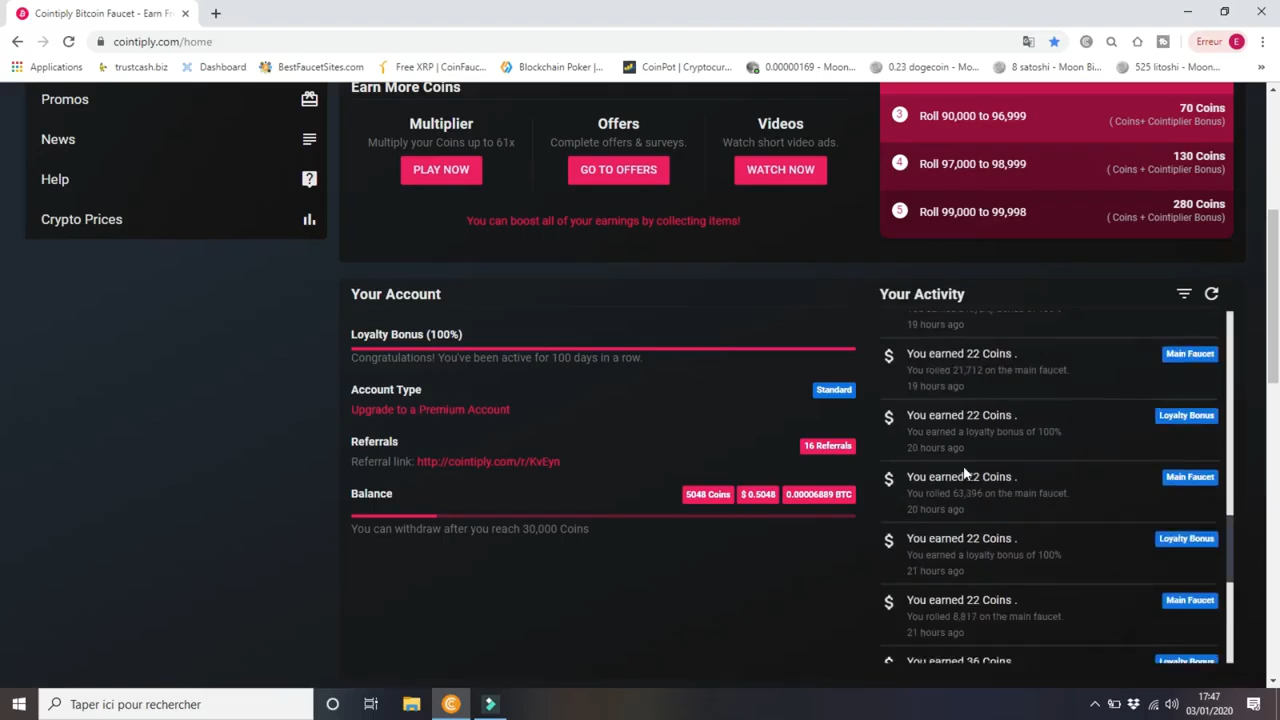 Cointiply Bitcoin Faucet - Earn Fr
cointiply.com/home
Erreur E
Applications
trustcash.biz
Dashboard
BestFaucetSites.com
Free XRP | CoinFauc...
Blockchain Poker |...
CoinPot | Cryptocur...
0.00000169 - Moon...
0.23 dogecoin - Mo...
8 satoshi - Moon Bi...
525 litoshi - Moon...
Promos
News
Help
Crypto Prices
Earn More Coins
Multiplier
Multiply your Coins up to 61x
PLAY NOW
Offers
Complete offers & surveys.
GO TO OFFERS
Videos
Watch short video ads.
WATCH NOW
You can boost all of your earnings by collecting items!
3 Roll 90,000 to 96,999 70 Coins
( Coins+ Cointiplier Bonus)
4 Roll 97,000 to 98,999 130 Coins
( Coins + Cointiplier Bonus)
5 Roll 99,000 to 99,998 280 Coins
( Coins + Cointiplier Bonus)
Your Account
Loyalty Bonus (100%)
Congratulations! You've been active for 100 days in a row.
Account Type Standard
Upgrade to a Premium Account
Referrals 16 Referrals
Referral link: http://cointiply.com/r/KvEyn
Balance 5048 Coins $ 0.5048 0.00006889 BTC
You can withdraw after you reach 30,000 Coins
Your Activity
19 hours ago
You earned 22 Coins . Main Faucet
You rolled 21,712 on the main faucet.
19 hours ago
You earned 22 Coins . Loyalty Bonus
You earned a loyalty bonus of 100%
20 hours ago
You earned 22 Coins . Main Faucet
You rolled 63,396 on the main faucet.
20 hours ago
You earned 22 Coins . Loyalty Bonus
You earned a loyalty bonus of 100%
21 hours ago
You earned 22 Coins . Main Faucet
You rolled 8,817 on the main faucet.
21 hours ago
You earned 36 Coins Loyalty Bonus
Taper ici pour rechercher
17:47
03/01/2020